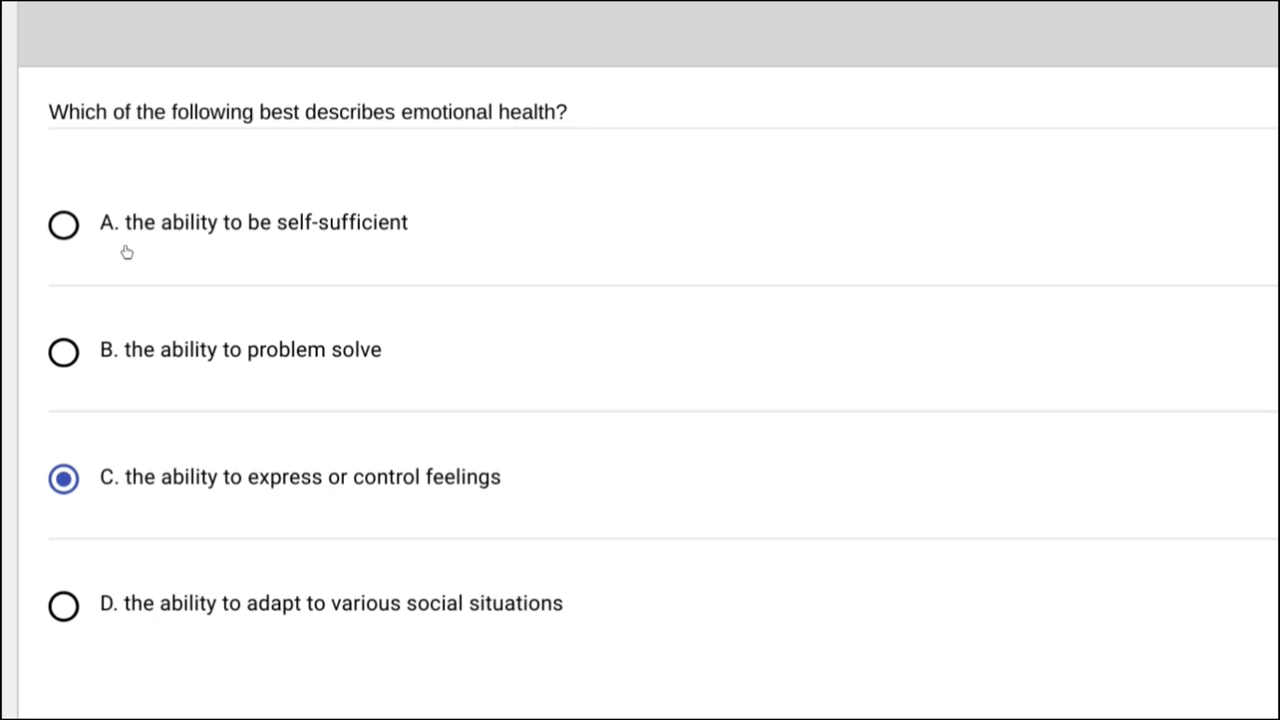 Which of the following best describes emotional health?
A. the ability to be self-sufficient
B. the ability to problem solve
C. the ability to express or control feelings
D. the ability to adapt to various social situations